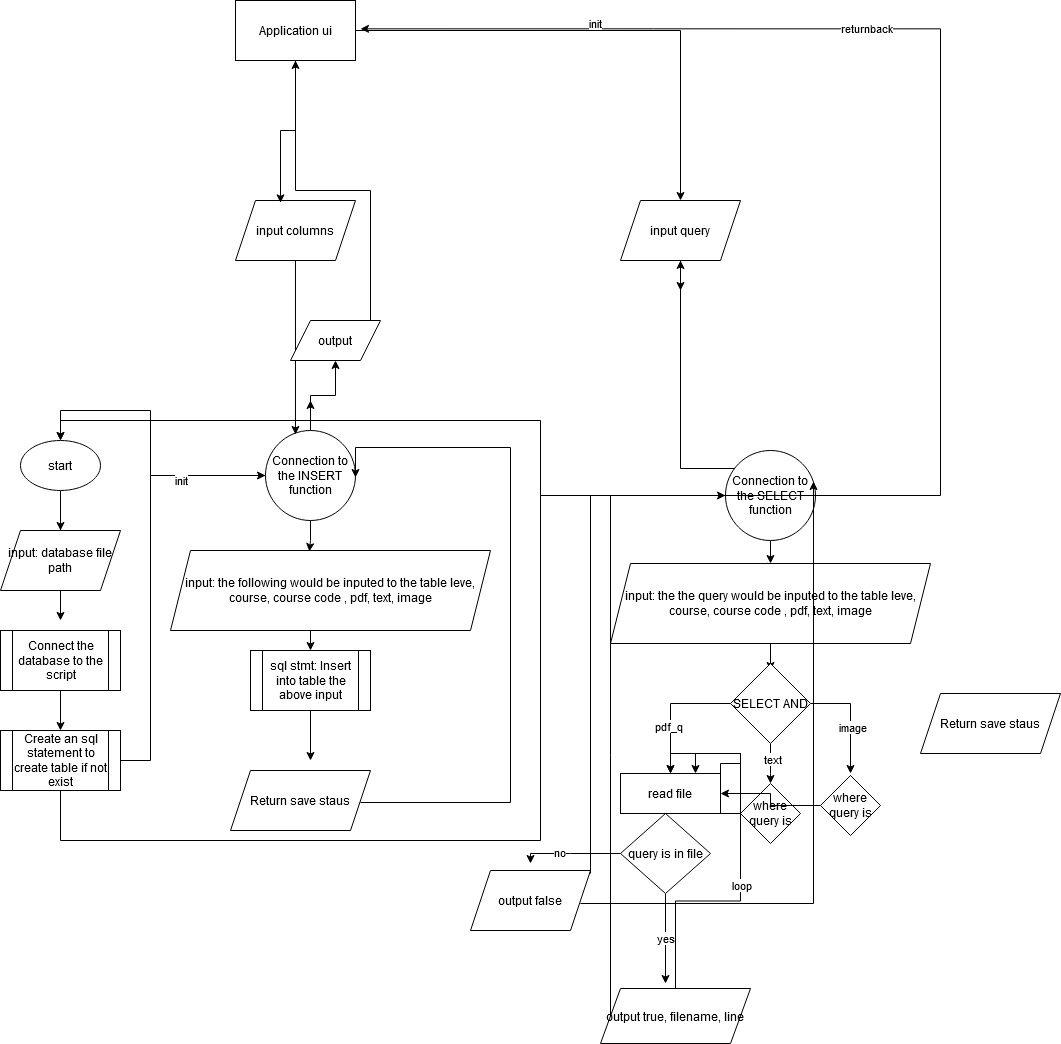 Application ui
init
returnback
input columns
input query
output
start
Connection to
the INSERT
function
init
Connection to
the SELECT
function
input: database file
path
input: the following would be inputed to the table leve,
course, course code , pdf, text, image
input: the the query would be inputed to the table leve,
course, course code , pdf, text, image
Connect the
database to the
script
sql stmt: Insert
into table the
above input
SELECT AND
Return save staus
pdf_q
image
Create an sql
statement to
create table if not
exist
text
read file
where
query is
where
query is
Return save staus
no
query is in file
loop
output false
yes
output true, filename, line